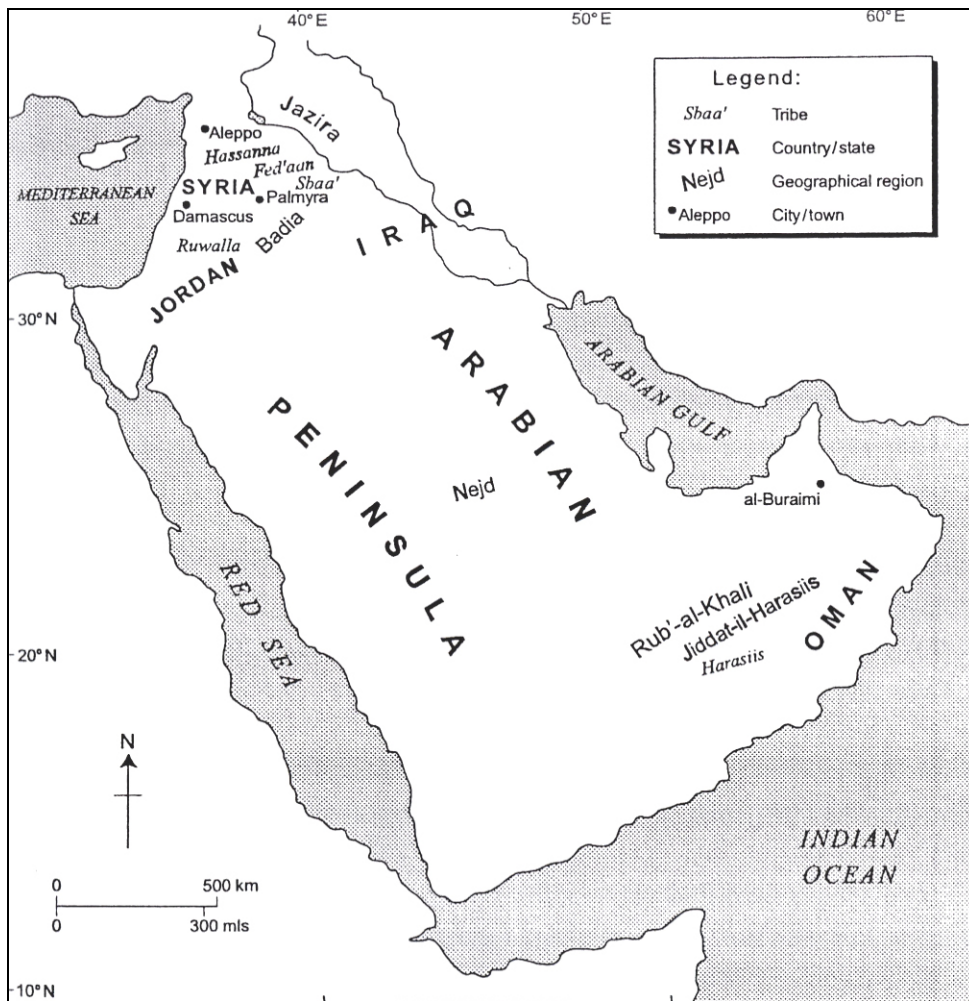 40°E 50°E 60°E
Legend:
Sbaa' Tribe
SYRIA Country/state
Nejd Geographical region
Aleppo City/town
Jazira
Aleppo
Hassanna
Fed'aan
Sbaa'
SYRIA
Palmyra
MEDITERRANEAN
SEA
Damascus
Badia
IRAQ
Ruwalla
JORDAN
30°N
ARABIAN
PENINSULA
ARABIAN GULF
Nejd
al-Buraimi
RED SEA
Rub'-al-Khali
Jiddat-il-Harasiis
Harasiis
OMAN
20°N
N
INDIAN
OCEAN
0 500 km
0 300 mls
10°N